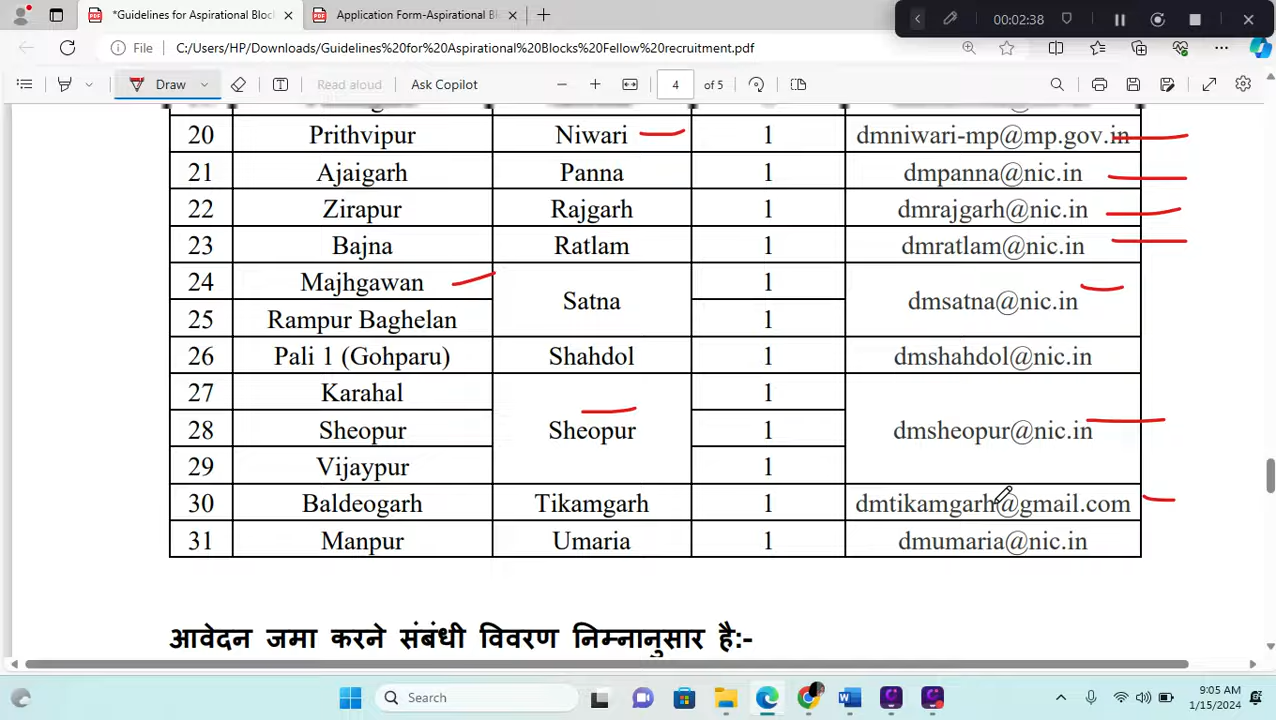 *Guidelines for Aspirational Bloc
Application Form-Aspirational Bl
00:02:38
File C:/Users/HP/Downloads/Guidelines%20for%20Aspirational%20Blocks%20Fellow%20recruitment.pdf
Draw Read aloud Ask Copilot 4 of 5
20 Prithvipur Niwari 1 dmniwari-mp@mp.gov.in
21 Ajaigarh Panna 1 dmpanna@nic.in
22 Zirapur Rajgarh 1 dmrajgarh@nic.in
23 Bajna Ratlam 1 dmratlam@nic.in
24 Majhgawan 1
Satna dmsatna@nic.in
25 Rampur Baghelan 1
26 Pali 1 (Gohparu) Shahdol 1 dmshahdol@nic.in
27 Karahal 1
28 Sheopur Sheopur 1 dmsheopur@nic.in
29 Vijaypur 1
30 Baldeogarh Tikamgarh 1 dmtikamgarh@gmail.com
31 Manpur Umaria 1 dmumaria@nic.in
आवेदन जमा करने संबंधी विवरण निम्नानुसार है:-
Search
9:05 AM
1/15/2024